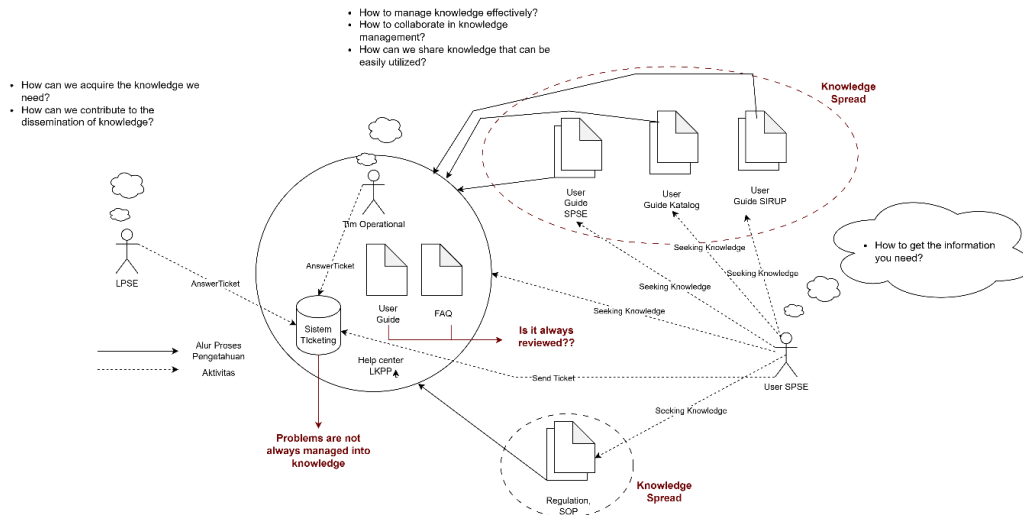 • How to manage knowledge effectively?
• How to collaborate in knowledge
management?
• How can we share knowledge that can be
easily utilized?
• How can we acquire the knowledge we
need?
• How can we contribute to the
dissemination of knowledge?
Knowledge
Spread
User
Guide
SPSE
User
Guide Katalog
User
Guide SIRUP
Tim Operational
• How to get the information
you need?
Seeking Knowledge
Seeking Knowledge
Seeking Knowledge
Seeking Knowledge
LPSE
AnswerTicket
AnswerTicket
Sistem
TIcketing
User
Guide
FAQ
Is it always
reviewed??
Help center
LKPP
Alur Proses
Pengetahuan
Aktivitas
Send Ticket
User SPSE
Seeking Knowledge
Problems are not
always managed into
knowledge
Knowledge
Spread
Regulation,
SOP